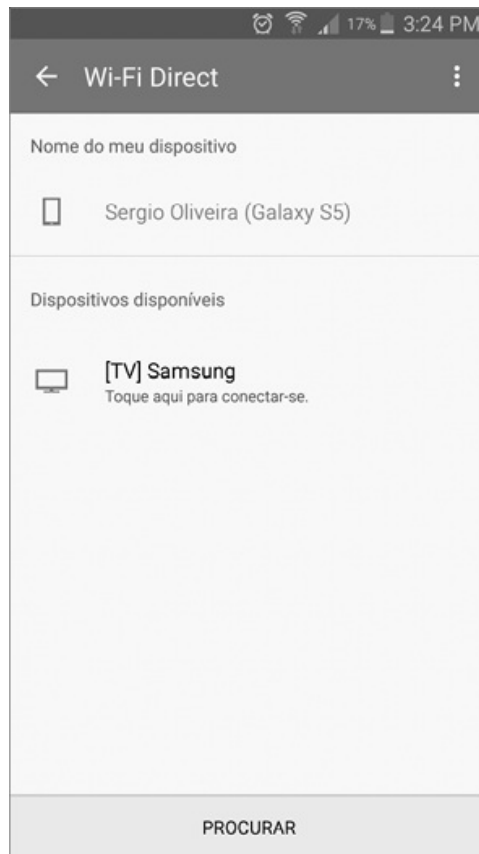 17% 3:24 PM
Wi-Fi Direct
Nome do meu dispositivo
Sergio Oliveira (Galaxy S5)
Dispositivos disponíveis
[TV] Samsung
Toque aqui para conectar-se.
PROCURAR